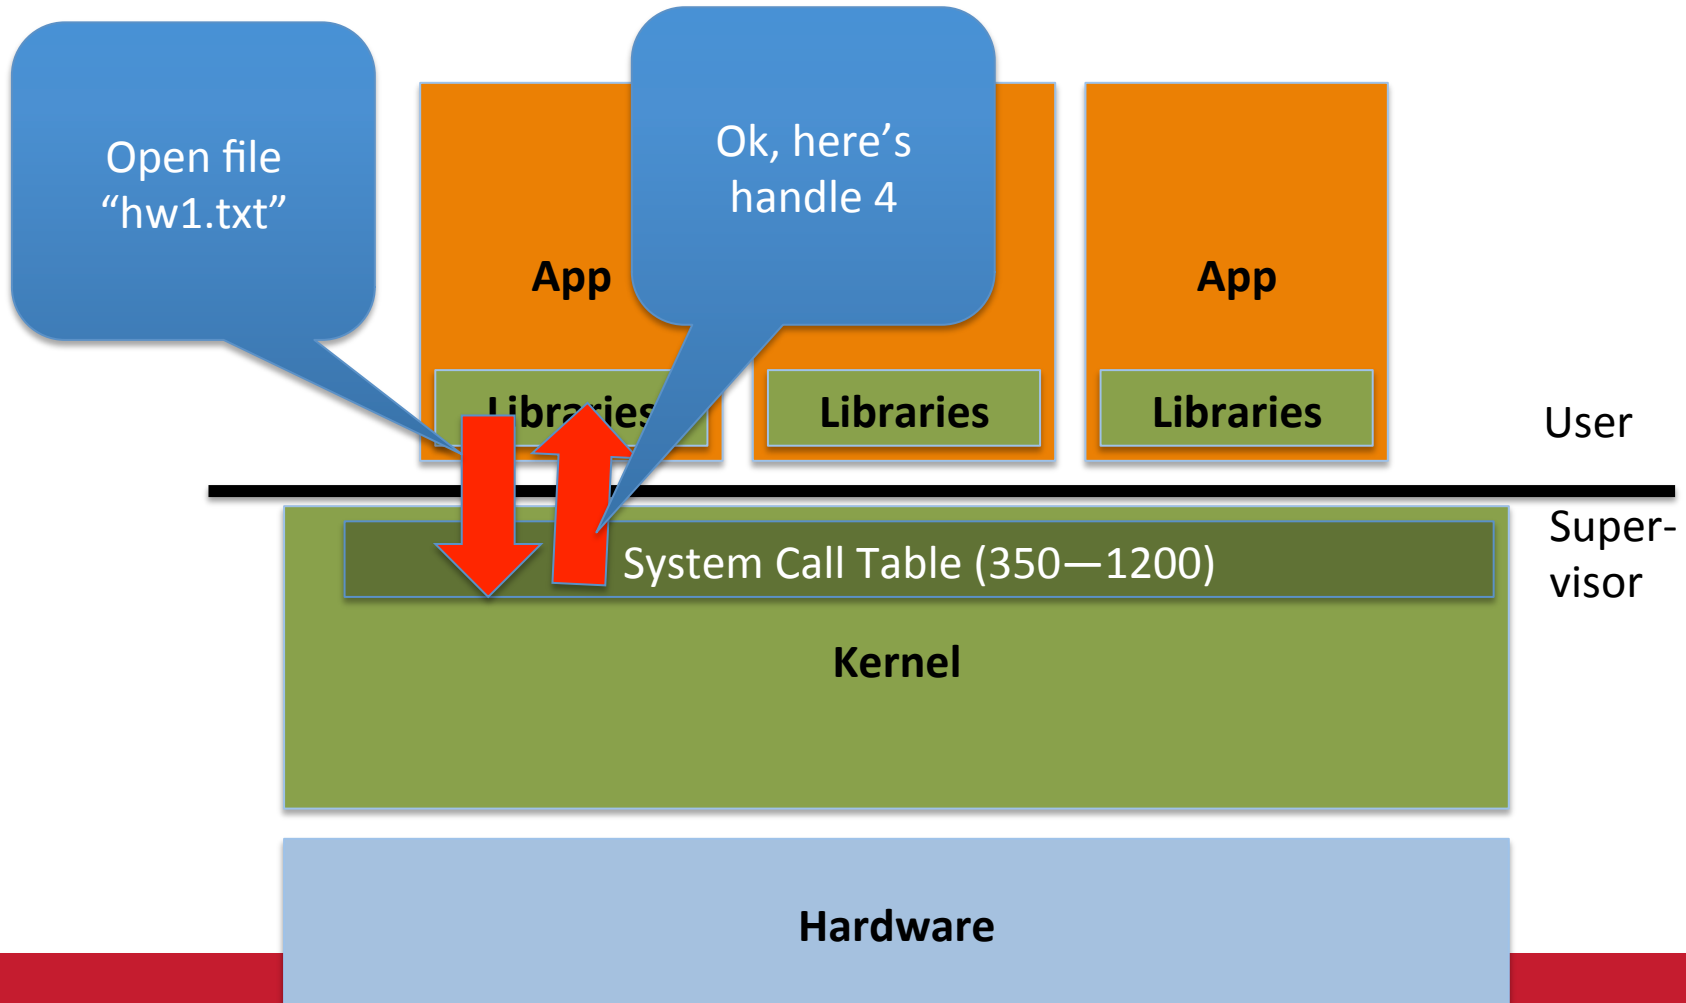 Open file
“hw1.txt”
Ok, here’s
handle 4
App
App
Libraries
Libraries
Libraries
User
Super-
visor
System Call Table (350—1200)
Kernel
Hardware